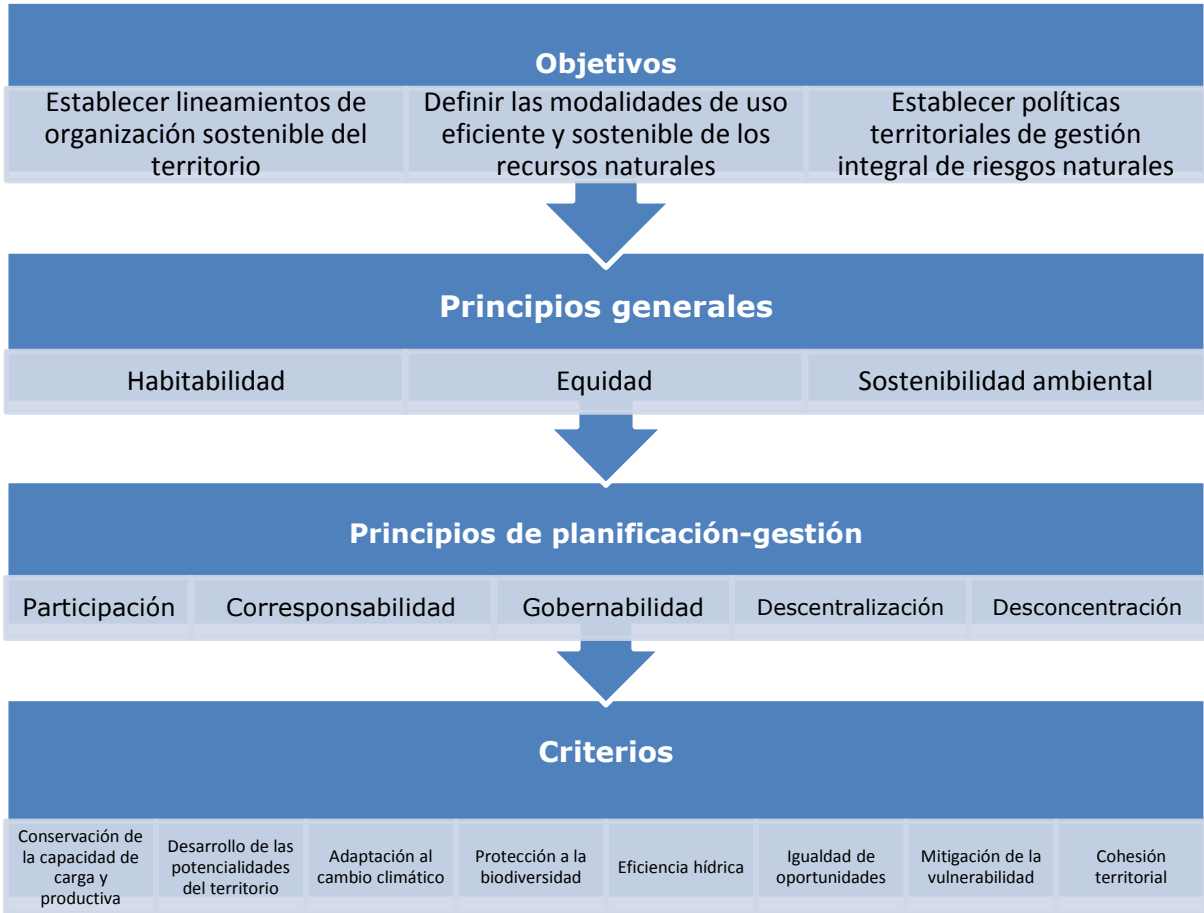 Objetivos
Establecer lineamientos de
organización sostenible del
territorio
Definir las modalidades de uso
eficiente y sostenible de los
recursos naturales
Establecer políticas
territoriales de gestión
integral de riesgos naturales
Principios generales
Habitabilidad
Equidad
Sostenibilidad ambiental
Principios de planificación-gestión
Participación
Corresponsabilidad
Gobernabilidad
Descentralización
Desconcentración
Criterios
Conservación de
la capacidad de
carga y
productiva
Desarrollo de las
potencialidades
del territorio
Adaptación al
cambio climático
Protección a la
biodiversidad
Eficiencia hídrica
Igualdad de
oportunidades
Mitigación de la
vulnerabilidad
Cohesión
territorial